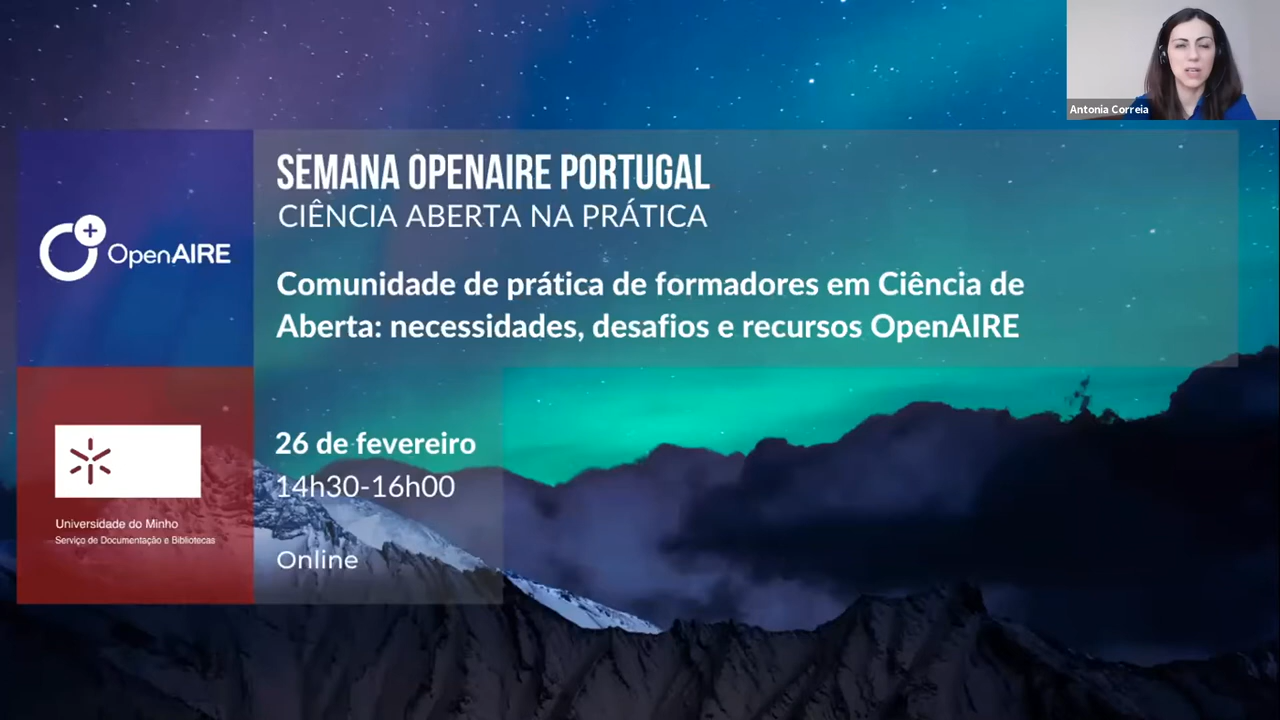 Antonia Correia
SEMANA OPENAIRE PORTUGAL
CIÊNCIA ABERTA NA PRÁTICA
OpenAIRE
Comunidade de prática de formadores em Ciência de
Aberta: necessidades, desafios e recursos OpenAIRE
26 de fevereiro
14h30-16h00
Universidade do Minho
Serviço de Documentação e Bibliotecas
Online